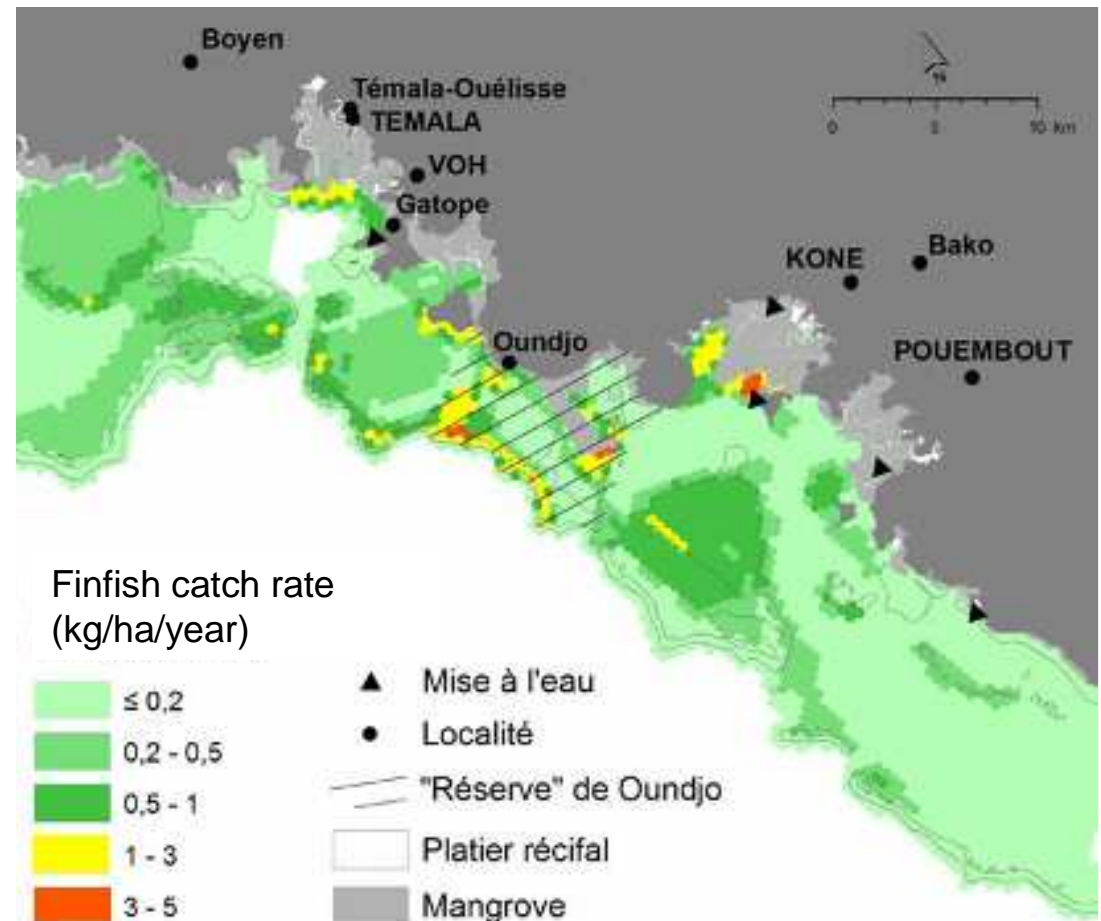 Boyen
Témala-Ouélisse
TEMALA
VOH
Gatope
Oundjo
KONE
Bako
POUEMBOUT
N
0 5 10 km
Finfish catch rate
(kg/ha/year)
≤ 0,2
0,2 - 0,5
0,5 - 1
1 - 3
3 - 5
Mise à l'eau
Localité
"Réserve" de Oundjo
Platier récifal
Mangrove